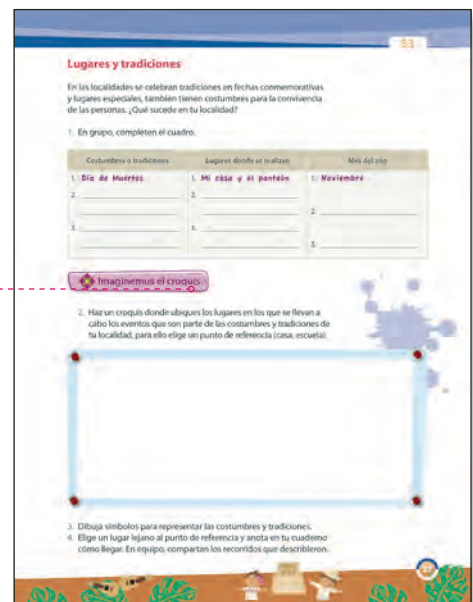 S3
Lugares y tradiciones
En las localidades se celebran tradiciones en fechas conmemorativas
y lugares especiales, también tienen costumbres para la convivencia
de las personas. ¿Qué sucede en tu localidad?
1. En grupo, completen el cuadro.
Costumbres o tradiciones Lugares donde se realizan Mes del año
1. Día de Muertos 1. Mi casa y el panteón 1. Noviembre
2. 2.
2.
3. 3.
3.
Imaginemos el croquis
2. Haz un croquis donde ubiques los lugares en los que se llevan a
cabo los eventos que son parte de las costumbres y tradiciones de
tu localidad, para ello elige un punto de referencia (casa, escuela).
3. Dibuja símbolos para representar las costumbres y tradiciones.
4. Elige un lugar lejano al punto de referencia y anota en tu cuaderno
cómo llegar. En equipo, compartan los recorridos que describieron.